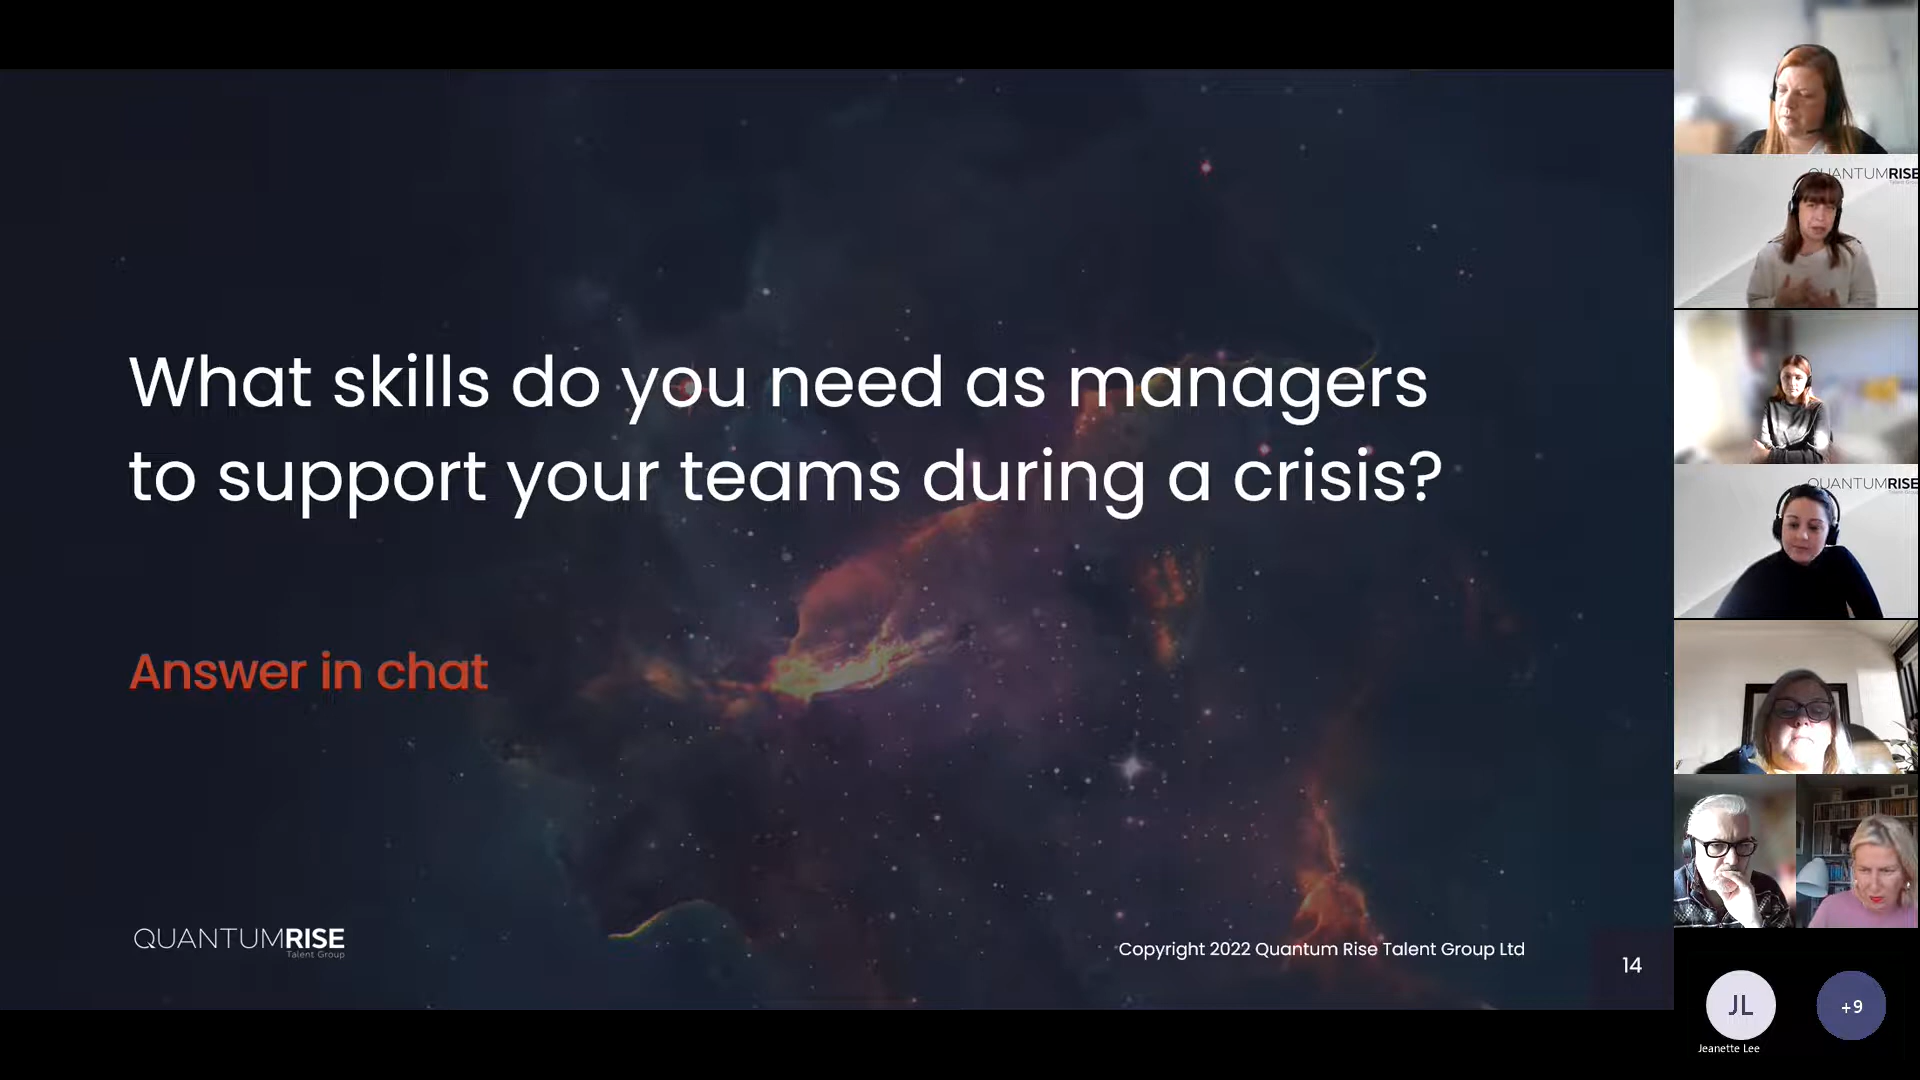 What skills do you need as managers
to support your teams during a crisis?
Answer in chat
QUANTUMRISE
Talent Group
Copyright 2022 Quantum Rise Talent Group Ltd
14
QUANTUMRISE
QUANTUMRISE
JL
+9
Jeanette Lee